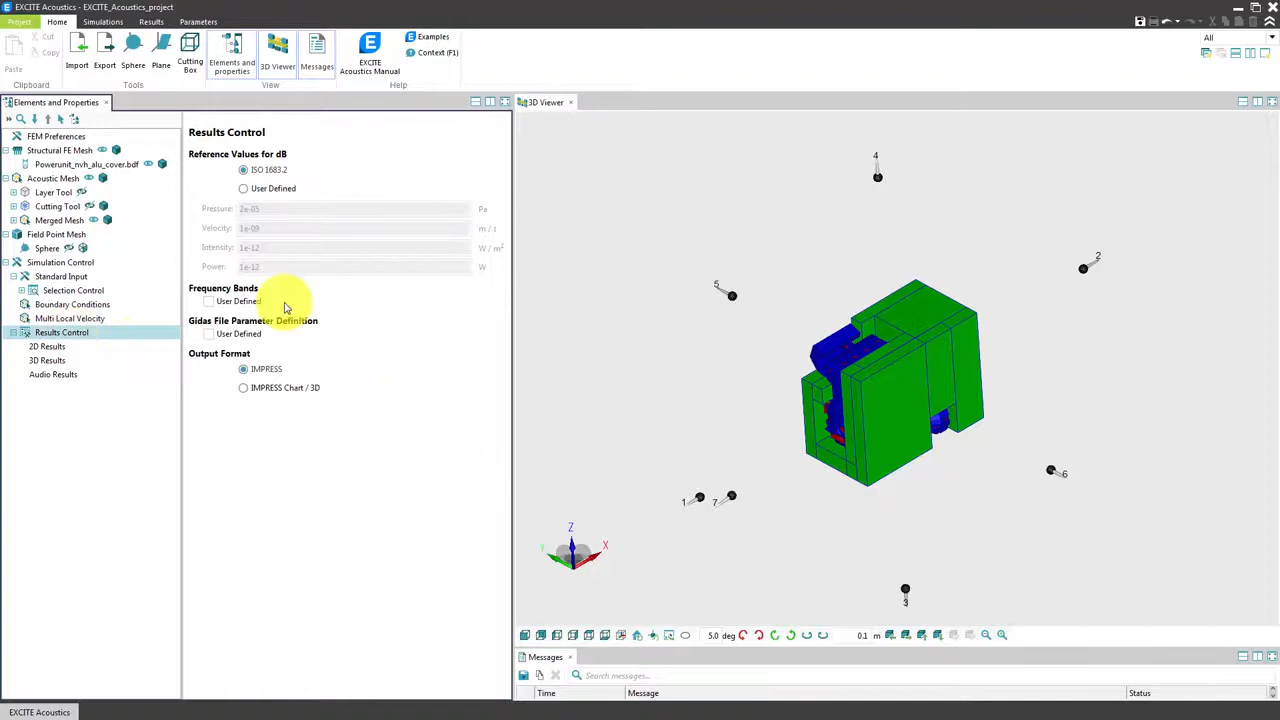 EXCITE Acoustics - EXCITE_Acoustics_project
Project Home Simulations Results Parameters
Cut
Copy
Paste
Clipboard
Import
Export
Sphere
Plane
Cutting
Box
Tools
Elements and
properties
3D Viewer
Messages
View
EXCITE
Acoustics Manual
Examples
Context (F1)
Help
All
Elements and Properties
FEM Preferences
Structural FE Mesh
Powerunit_nvh_alu_cover.bdf
Acoustic Mesh
Layer Tool
Cutting Tool
Merged Mesh
Field Point Mesh
Sphere
Simulation Control
Standard Input
Selection Control
Boundary Conditions
Multi Local Velocity
Results Control
2D Results
3D Results
Audio Results
Results Control
Reference Values for dB
ISO 1683.2
User Defined
Pressure: 2e-05 Pa
Velocity: 1e-09 m / s
Intensity: 1e-12 W / m²
Power: 1e-12 W
Frequency Bands
User Defined
Gidas File Parameter Definition
User Defined
Output Format
IMPRESS
IMPRESS Chart / 3D
3D Viewer
4
2
5
6
1
7
3
Z
Y
X
5.0 deg
0.1 m
Messages
Search messages...
Time Message Status
EXCITE Acoustics